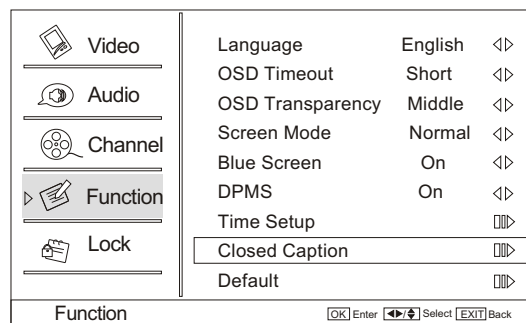 Video
Audio
Channel
Function
Lock
Language English
OSD Timeout Short
OSD Transparency Middle
Screen Mode Normal
Blue Screen On
DPMS On
Time Setup
Closed Caption
Default
Function
OK Enter / Select EXIT Back